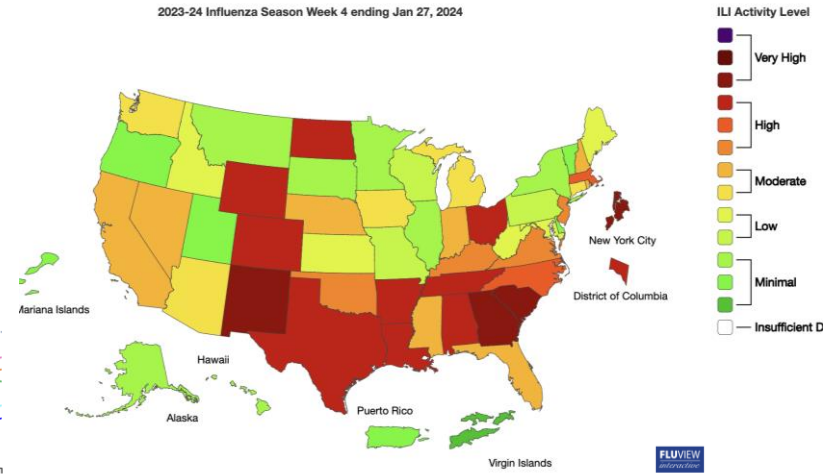 2023-24 Influenza Season Week 4 ending Jan 27, 2024
ILI Activity Level
Very High
High
Moderate
Low
Minimal
Insufficient D
New York City
District of Columbia
Mariana Islands
Hawaii
Alaska
Puerto Rico
Virgin Islands
FLUVIEW
interactive